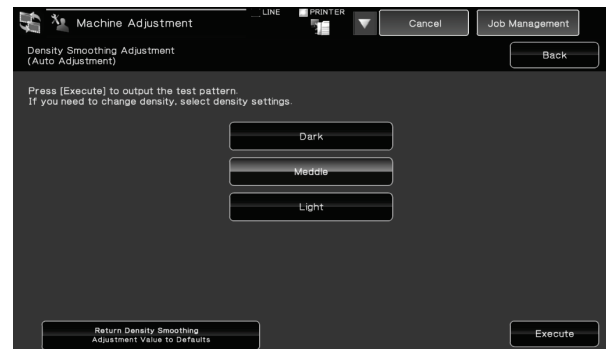 Machine Adjustment
LINE
PRINTER
Cancel
Job Management
Density Smoothing Adjustment
(Auto Adjustment)
Back
Press [Execute] to output the test pattern.
If you need to change density, select density settings.
Dark
Meddle
Light
Return Density Smoothing
Adjustment Value to Defaults
Execute